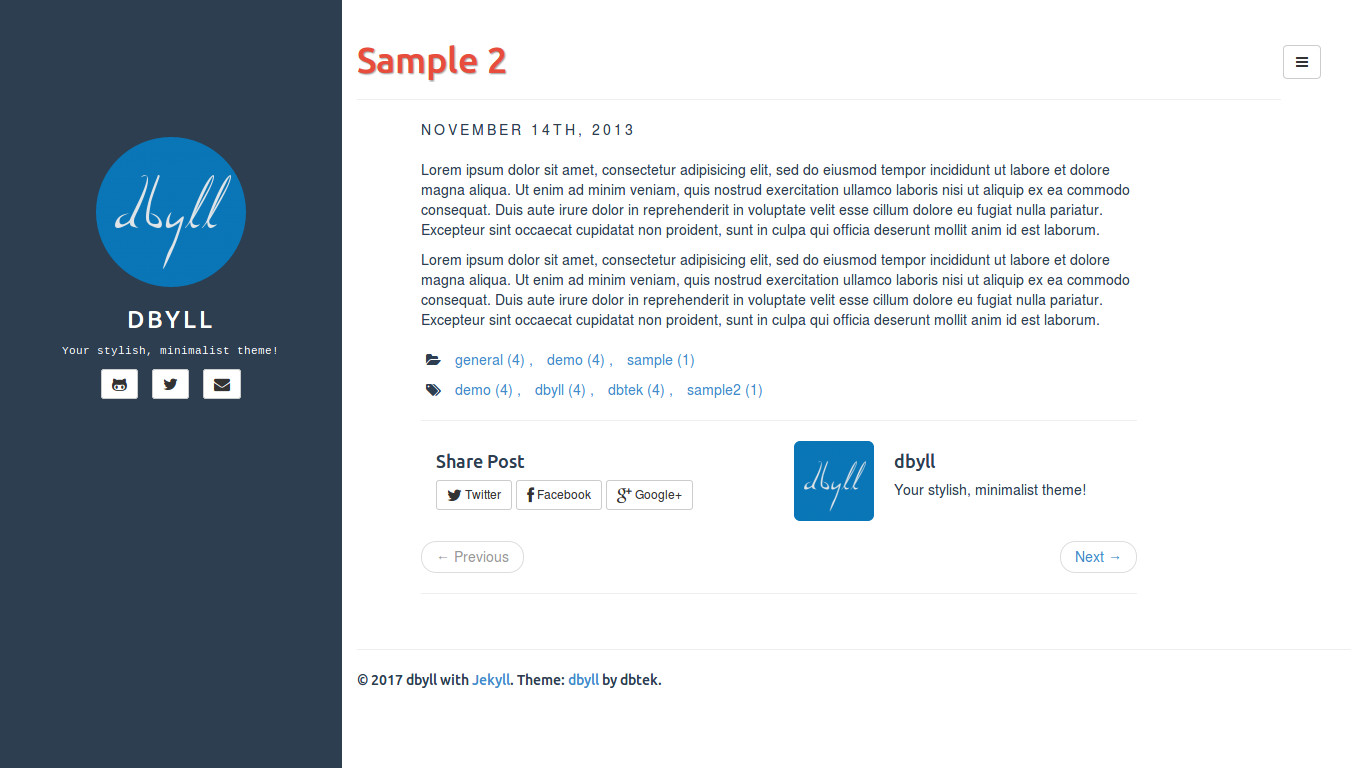 dbyll
DBYLL
Your stylish, minimalist theme!
Sample 2
NOVEMBER 14TH, 2013
Lorem ipsum dolor sit amet, consectetur adipisicing elit, sed do eiusmod tempor incididunt ut labore et dolore
magna aliqua. Ut enim ad minim veniam, quis nostrud exercitation ullamco laboris nisi ut aliquip ex ea commodo
consequat. Duis aute irure dolor in reprehenderit in voluptate velit esse cillum dolore eu fugiat nulla pariatur.
Excepteur sint occaecat cupidatat non proident, sunt in culpa qui officia deserunt mollit anim id est laborum.
Lorem ipsum dolor sit amet, consectetur adipisicing elit, sed do eiusmod tempor incididunt ut labore et dolore
magna aliqua. Ut enim ad minim veniam, quis nostrud exercitation ullamco laboris nisi ut aliquip ex ea commodo
consequat. Duis aute irure dolor in reprehenderit in voluptate velit esse cillum dolore eu fugiat nulla pariatur.
Excepteur sint occaecat cupidatat non proident, sunt in culpa qui officia deserunt mollit anim id est laborum.
general (4) , demo (4) , sample (1)
demo (4) , dbyll (4) , dbtek (4) , sample2 (1)
Share Post
Twitter Facebook Google+
dbyll
dbyll
Your stylish, minimalist theme!
← Previous
Next →
© 2017 dbyll with Jekyll. Theme: dbyll by dbtek.